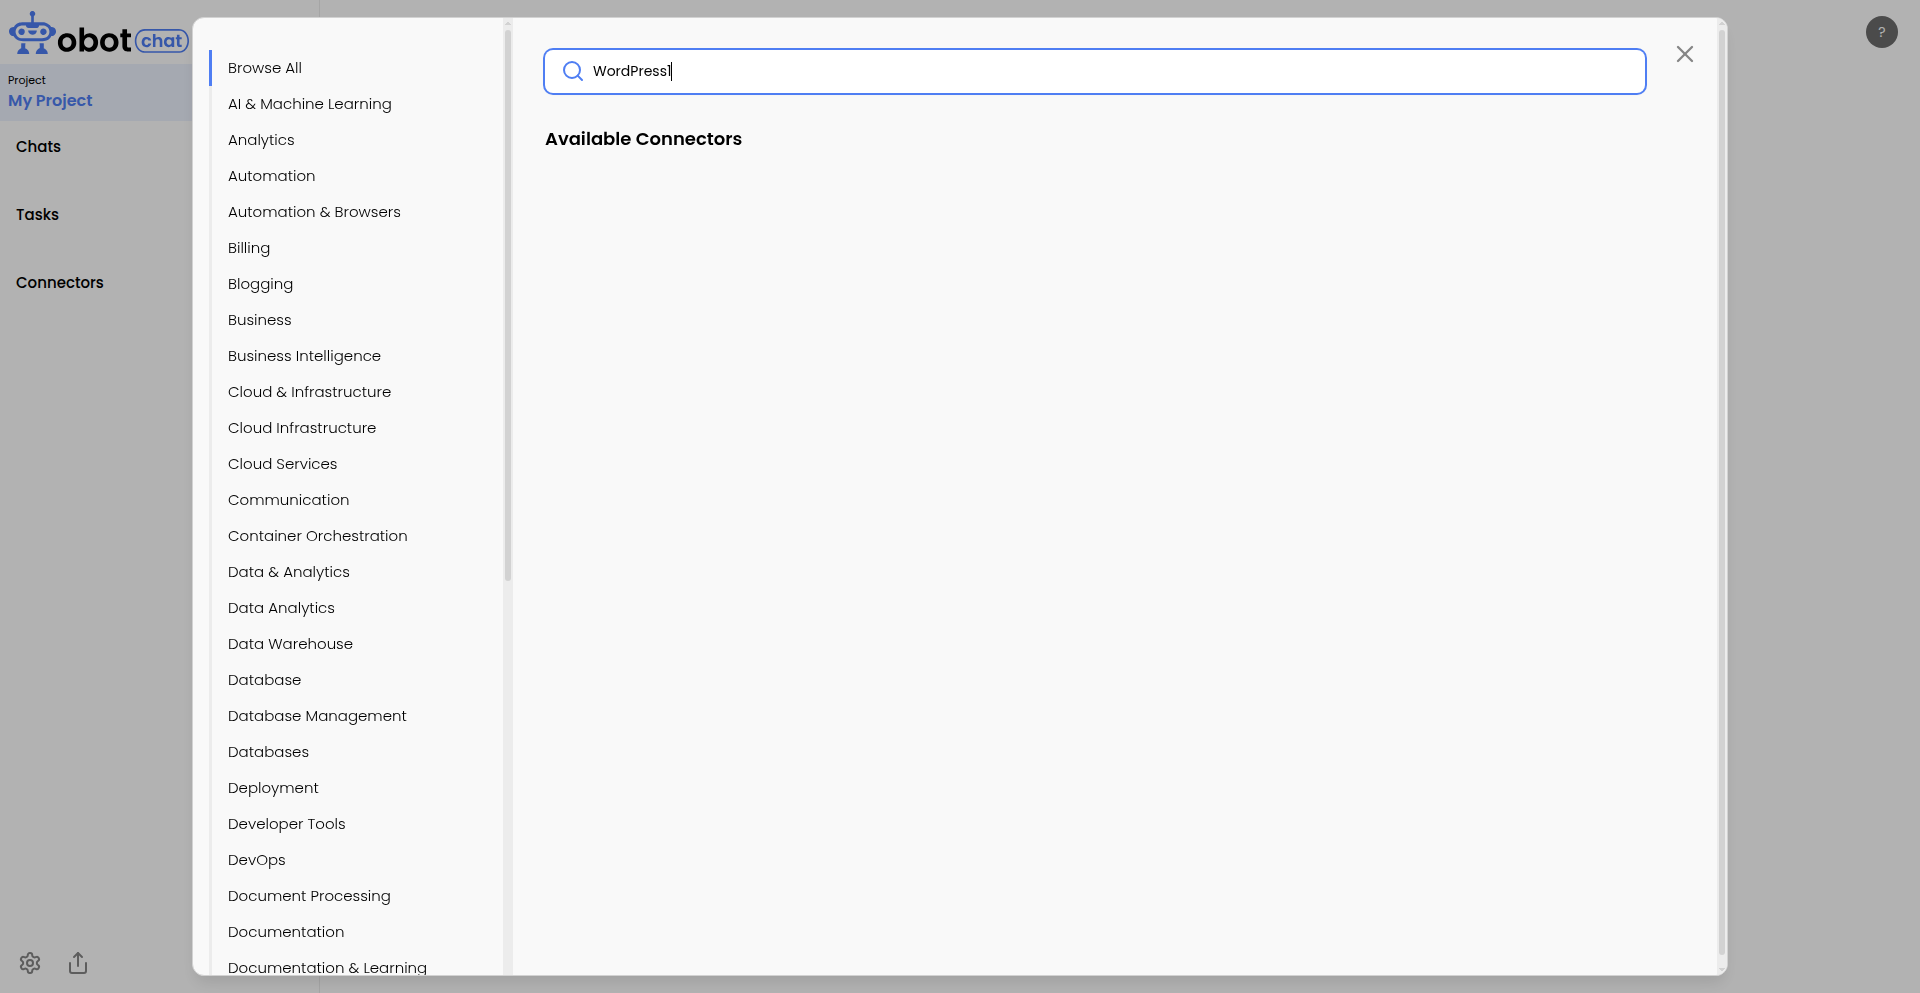 obot chat
?
Project
My Project
Chats
Tasks
Connectors
Browse All
AI & Machine Learning
Analytics
Automation
Automation & Browsers
Billing
Blogging
Business
Business Intelligence
Cloud & Infrastructure
Cloud Infrastructure
Cloud Services
Communication
Container Orchestration
Data & Analytics
Data Analytics
Data Warehouse
Database
Database Management
Databases
Deployment
Developer Tools
DevOps
Document Processing
Documentation
Documentation & Learning
WordPress1
Available Connectors